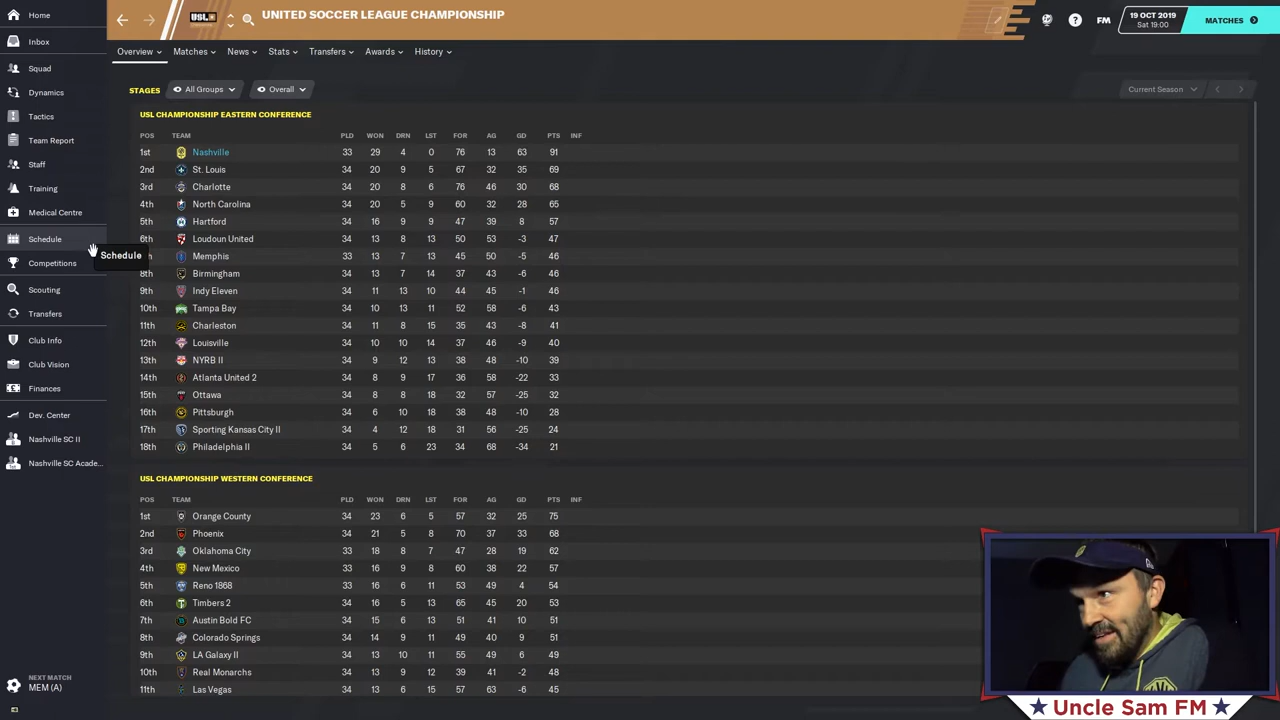 Home
USL
UNITED SOCCER LEAGUE CHAMPIONSHIP
FM
19 OCT 2019
Sat 19:00
MATCHES
Inbox
Squad
Dynamics
Tactics
Team Report
Staff
Training
Medical Centre
Schedule
Schedule
Competitions
Scouting
Transfers
Club Info
Club Vision
Finances
Dev. Center
Nashville SC II
Nashville SC Acade...
NEXT MATCH
MEM (A)
Overview Matches News Stats Transfers Awards History
STAGES All Groups Overall Current Season
USL CHAMPIONSHIP EASTERN CONFERENCE
POS TEAM PLD WON DRN LST FOR AG GD PTS INF
1st Nashville 33 29 4 0 76 13 63 91
2nd St. Louis 34 20 9 5 67 32 35 69
3rd Charlotte 34 20 8 6 76 46 30 68
4th North Carolina 34 20 5 9 60 32 28 65
5th Hartford 34 16 9 9 47 39 8 57
6th Loudoun United 34 13 8 13 50 53 -3 47
Memphis 33 13 7 13 45 50 -5 46
8th Birmingham 34 13 7 14 37 43 -6 46
9th Indy Eleven 34 11 13 10 44 45 -1 46
10th Tampa Bay 34 10 13 11 52 58 -6 43
11th Charleston 34 11 8 15 35 43 -8 41
12th Louisville 34 10 10 14 37 46 -9 40
13th NYRB II 34 9 12 13 38 48 -10 39
14th Atlanta United 2 34 8 9 17 36 58 -22 33
15th Ottawa 34 8 8 18 32 57 -25 32
16th Pittsburgh 34 6 10 18 38 48 -10 28
17th Sporting Kansas City II 34 4 12 18 31 56 -25 24
18th Philadelphia II 34 5 6 23 34 68 -34 21
USL CHAMPIONSHIP WESTERN CONFERENCE
POS TEAM PLD WON DRN LST FOR AG GD PTS INF
1st Orange County 34 23 6 5 57 32 25 75
2nd Phoenix 34 21 5 8 70 37 33 68
3rd Oklahoma City 33 18 8 7 47 28 19 62
4th New Mexico 33 16 9 8 60 38 22 57
5th Reno 1868 33 16 6 11 53 49 4 54
6th Timbers 2 34 16 5 13 65 45 20 53
7th Austin Bold FC 34 15 6 13 51 41 10 51
8th Colorado Springs 34 14 9 11 49 40 9 51
9th LA Galaxy II 34 13 10 11 55 49 6 49
10th Real Monarchs 34 13 9 12 39 41 -2 48
11th Las Vegas 34 13 6 15 57 63 -6 45
Uncle Sam FM